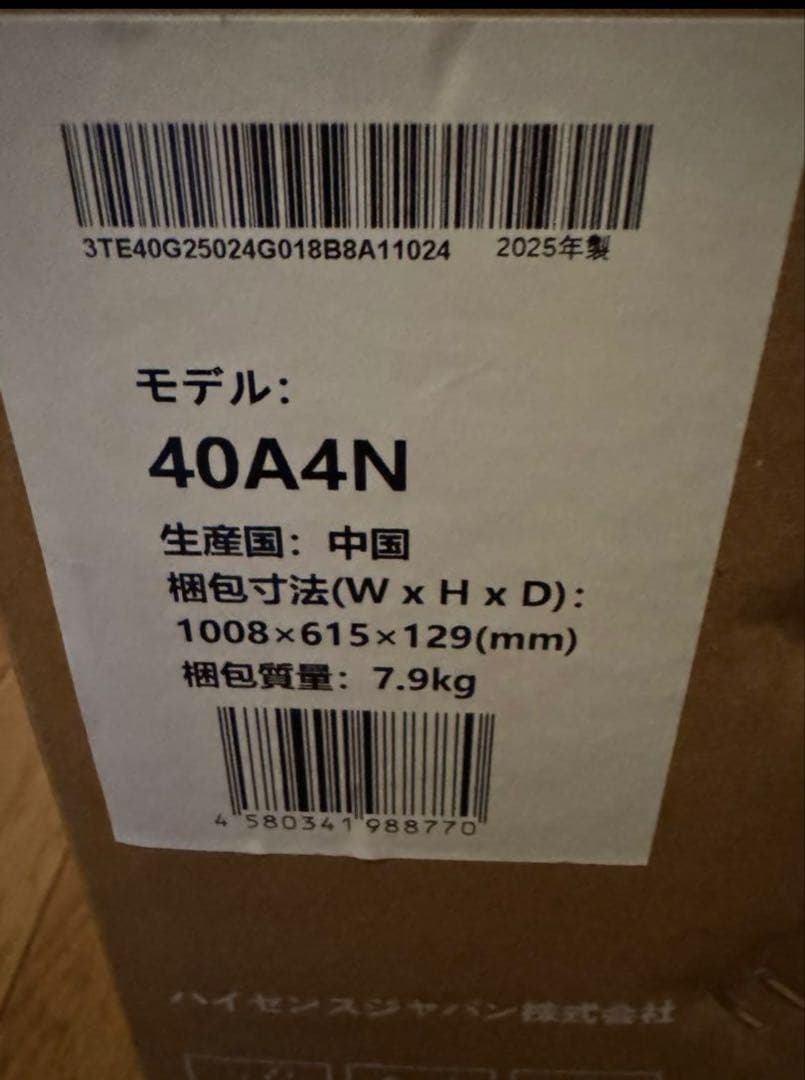 3TE40G25024G018B8A11024 2025年製
モデル:
40A4N
生産国: 中国
梱包寸法(W x H x D):
1008×615×129(mm)
梱包質量: 7.9kg
4 580341 988770
ハイセンスジャパン株式会社